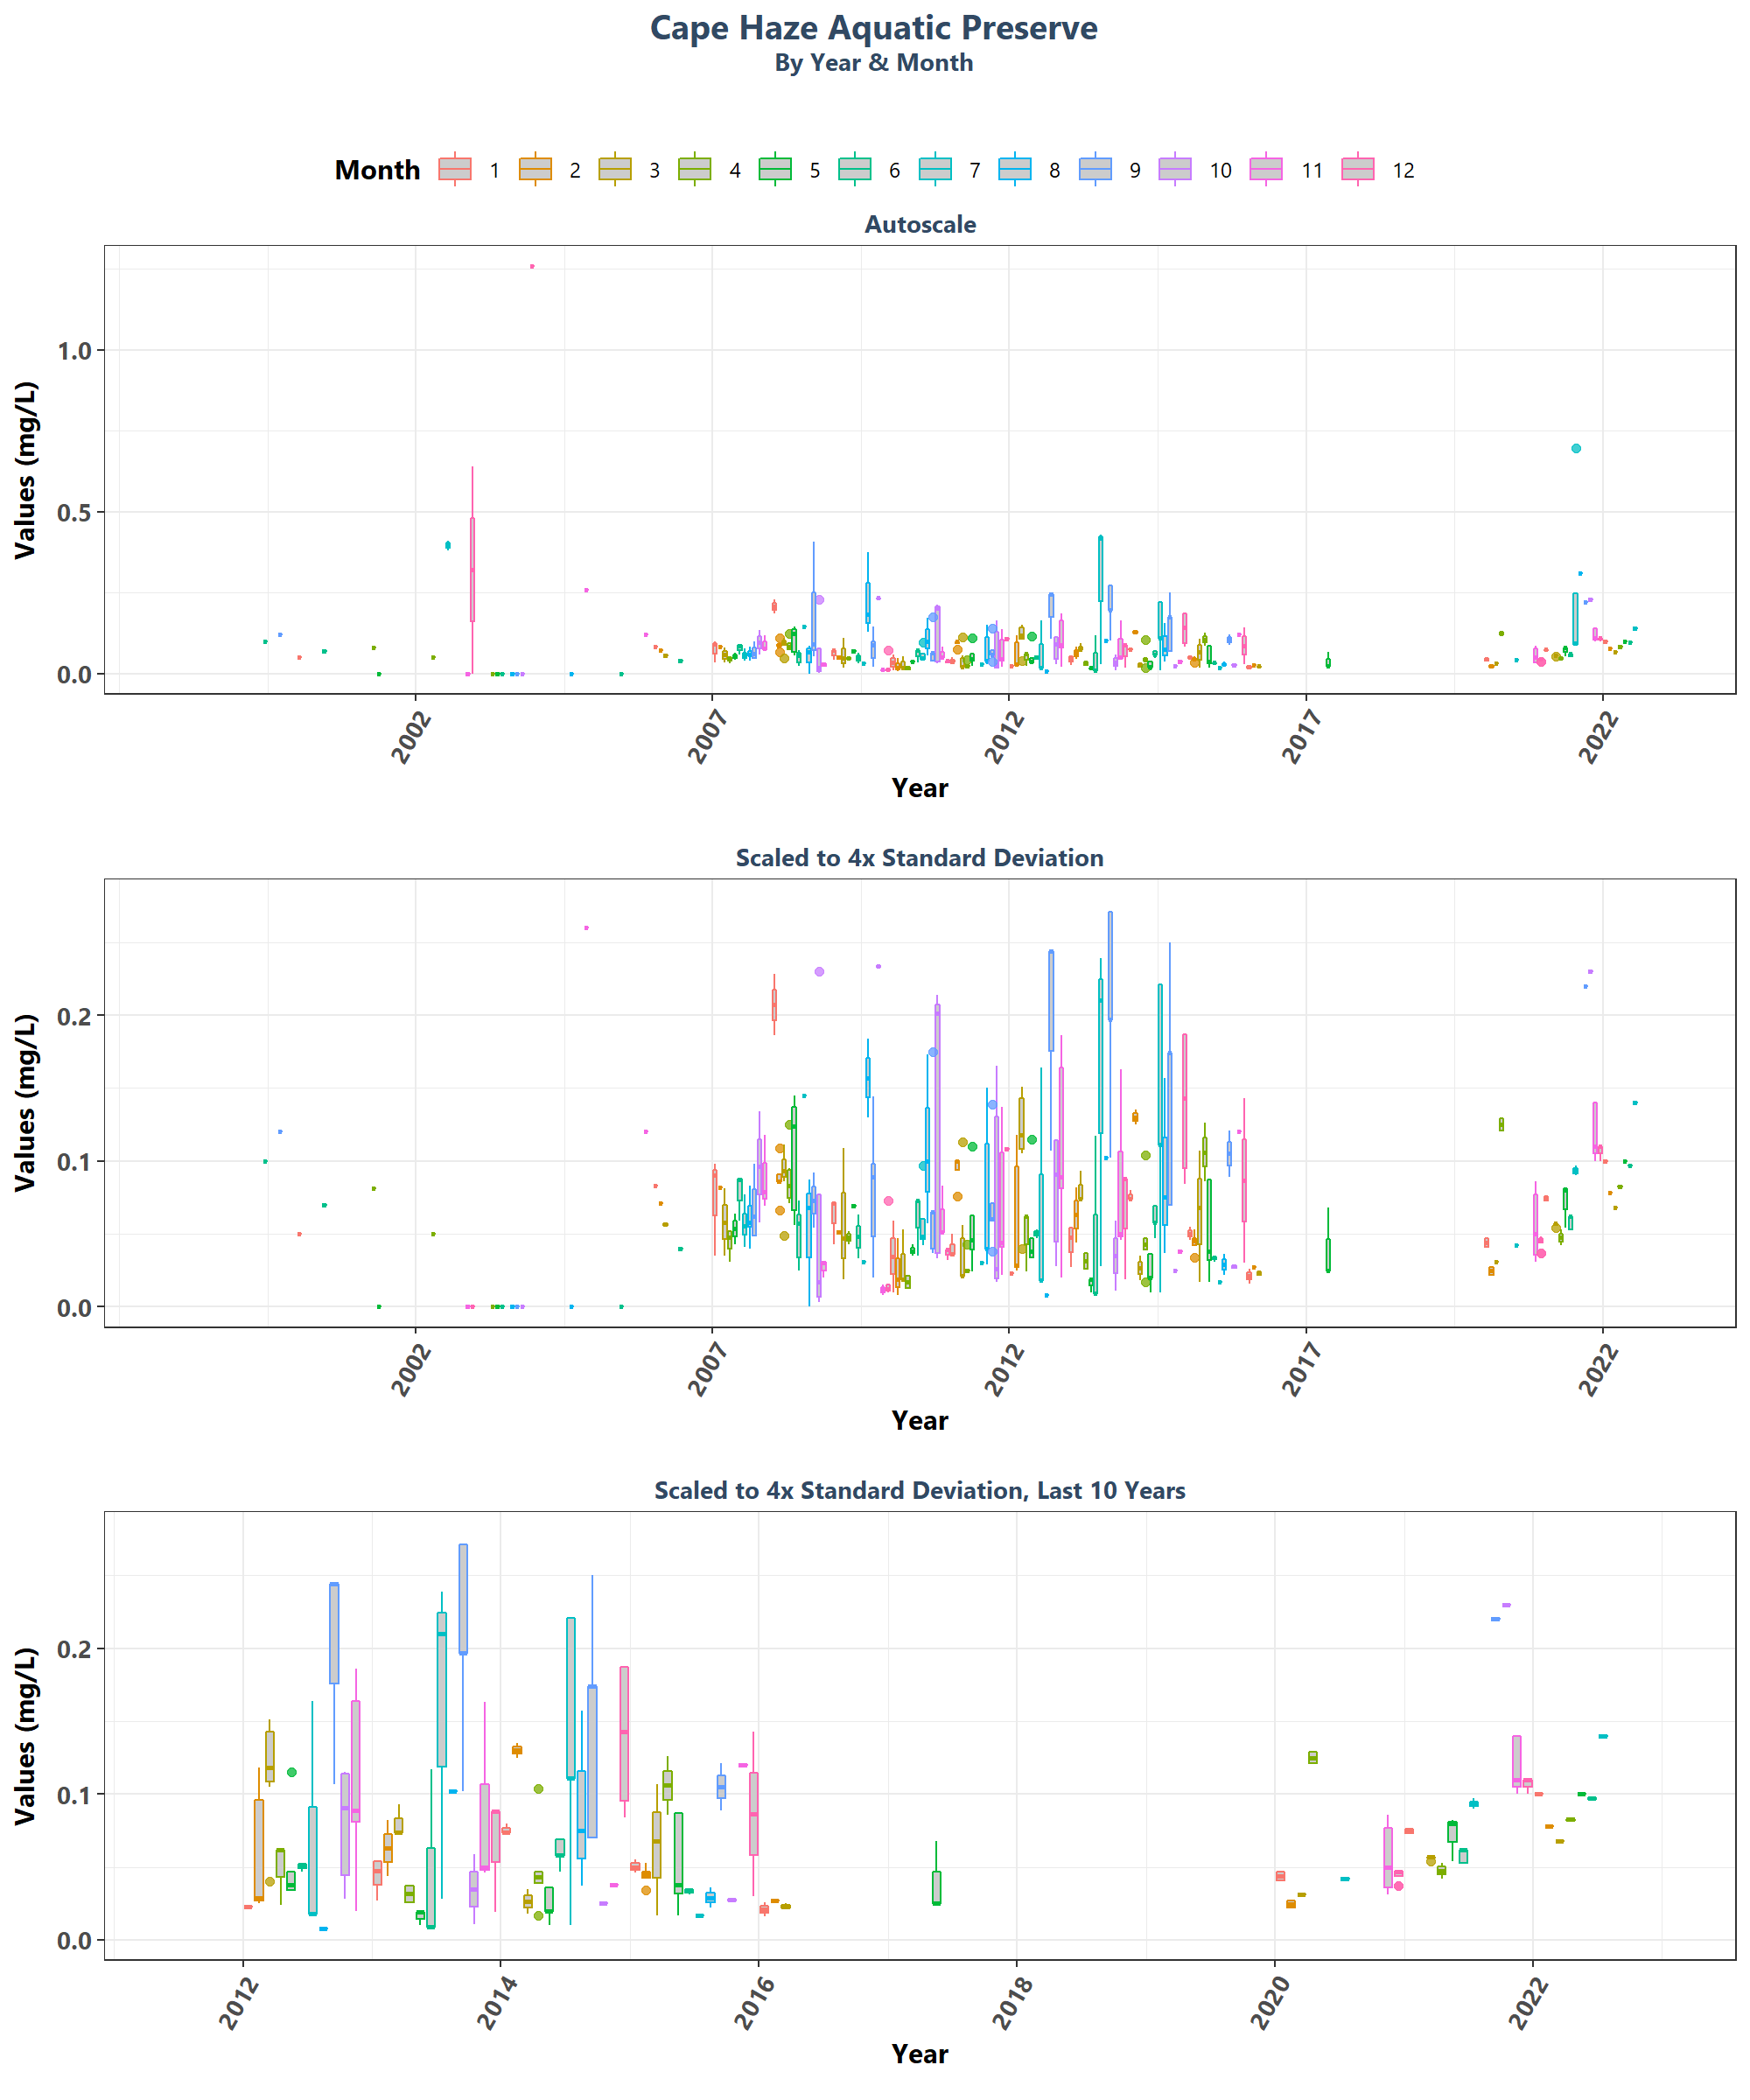 Cape Haze Aquatic Preserve
By Year & Month
Month 1 2 3 4 5 6 7 8 9 10 11 12
Autoscale
Values (mg/L)
1.0
0.5
0.0
2002 2007 2012 2017 2022
Year
Scaled to 4x Standard Deviation
Values (mg/L)
0.2
0.1
0.0
2002 2007 2012 2017 2022
Year
Scaled to 4x Standard Deviation, Last 10 Years
Values (mg/L)
0.2
0.1
0.0
2012 2014 2016 2018 2020 2022
Year